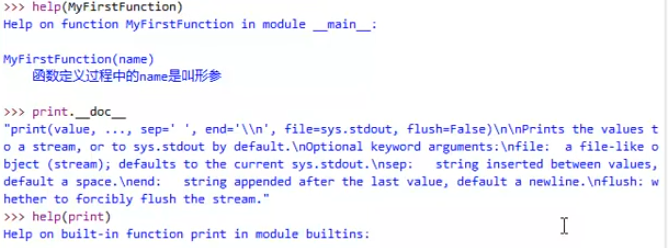 >>> help(MyFirstFunction)
Help on function MyFirstFunction in module __main__:
MyFirstFunction(name)
函数定义过程中的name是叫形参
>>> print.__doc__
"print(value, ..., sep=' ', end='\\n', file=sys.stdout, flush=False)\n\nPrints the values t
o a stream, or to sys.stdout by default.\nOptional keyword arguments:\nfile:  a file-like o
bject (stream); defaults to the current sys.stdout.\nsep:   string inserted between values,
default a space.\nend:   string appended after the last value, default a newline.\nflush: w
hether to forcibly flush the stream."
>>> help(print)
Help on built-in function print in module builtins: